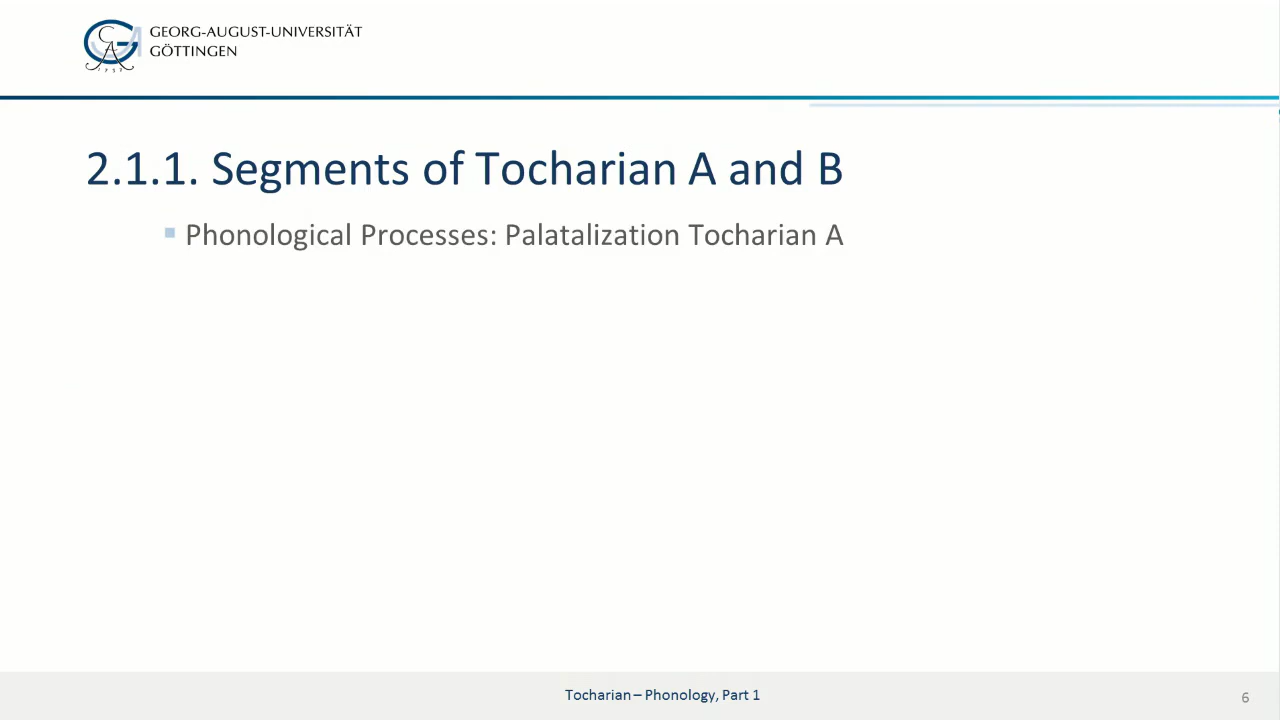 GEORG-AUGUST-UNIVERSITÄT
GÖTTINGEN
2.1.1. Segments of Tocharian A and B
Phonological Processes: Palatalization Tocharian A
Tocharian – Phonology, Part 1
6